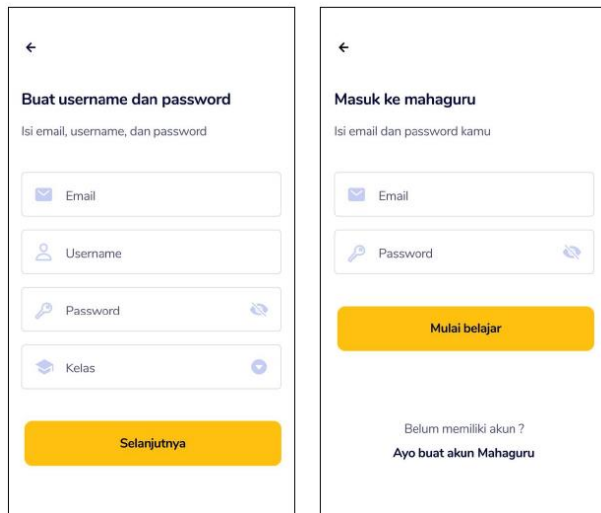 Buat username dan password
Isi email, username, dan password
Email
Username
Password
Kelas
Selanjutnya
Masuk ke mahaguru
Isi email dan password kamu
Email
Password
Mulai belajar
Belum memiliki akun ?
Ayo buat akun Mahaguru